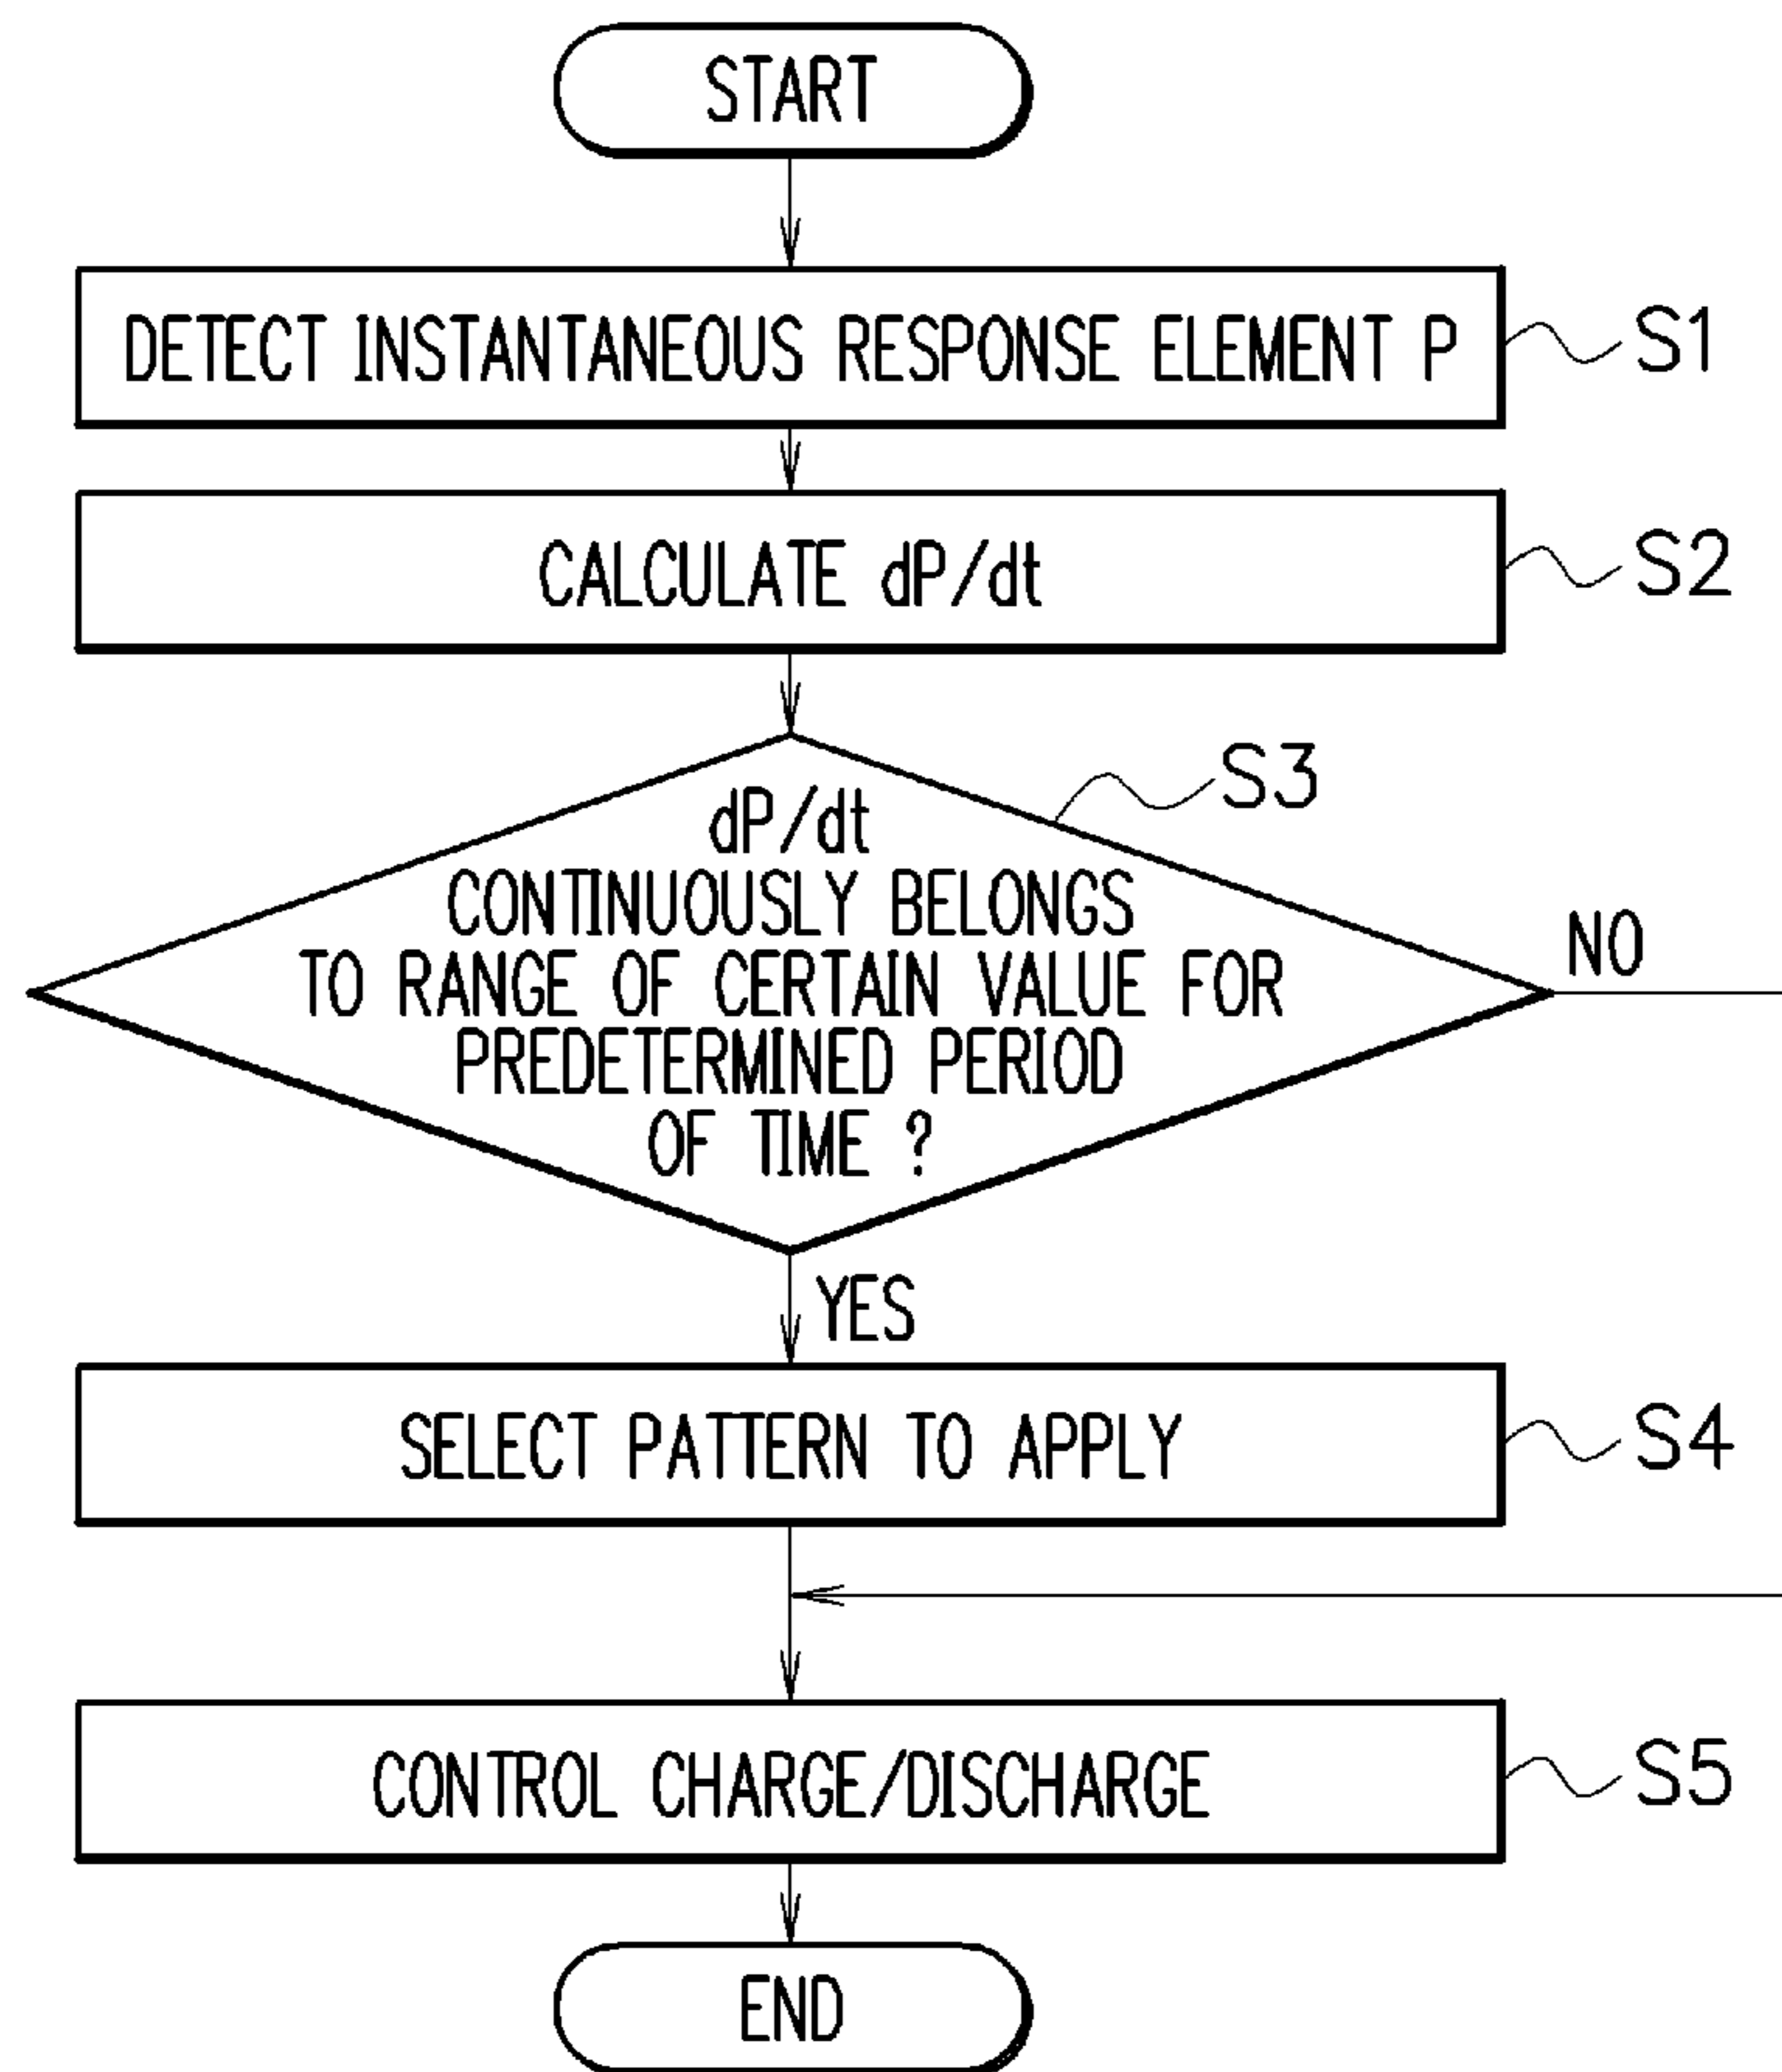 START
DETECT INSTANTANEOUS RESPONSE ELEMENT P
S1
CALCULATE dP/dt
S2
S3
dP/dt
CONTINUOUSLY BELONGS
TO RANGE OF CERTAIN VALUE FOR
PREDETERMINED PERIOD
OF TIME ?
NO
YES
SELECT PATTERN TO APPLY
S4
CONTROL CHARGE/DISCHARGE
S5
END